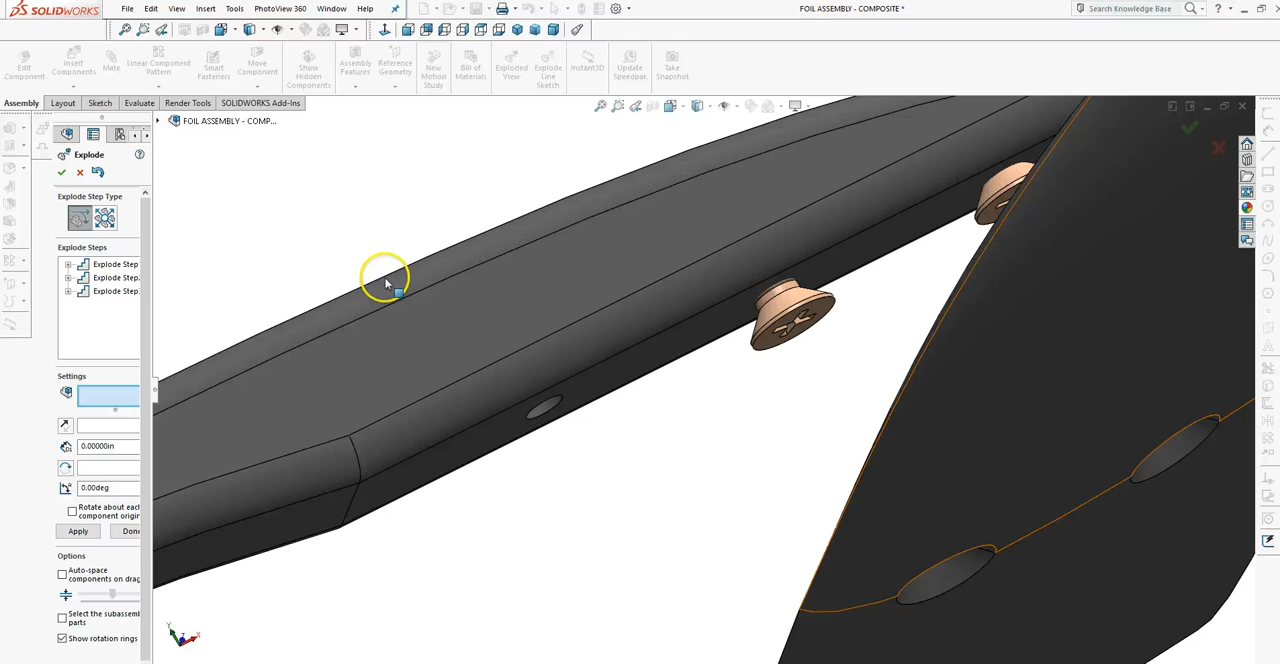 SOLIDWORKS File Edit View Insert Tools PhotoView 360 Window Help FOIL ASSEMBLY - COMPOSITE * Search Knowledge Base ?
Edit Component
Insert Components
Mate
Linear Component Pattern
Smart Fasteners
Move Component
Show Hidden Components
Assembly Features
Reference Geometry
New Motion Study
Bill of Materials
Exploded View
Explode Line Sketch
Instant3D
Update Speedpak
Take Snapshot
Assembly Layout Sketch Evaluate Render Tools SOLIDWORKS Add-Ins
FOIL ASSEMBLY - COMP...
Explode
Explode Step Type
Explode Steps
Explode Step
Explode Step
Explode Step
Settings
0.00000in
0.00deg
Rotate about each
component origin
Apply Done
Options
Auto-space
components on drag
Select the subassemb
parts
Show rotation rings
Y
Z
X